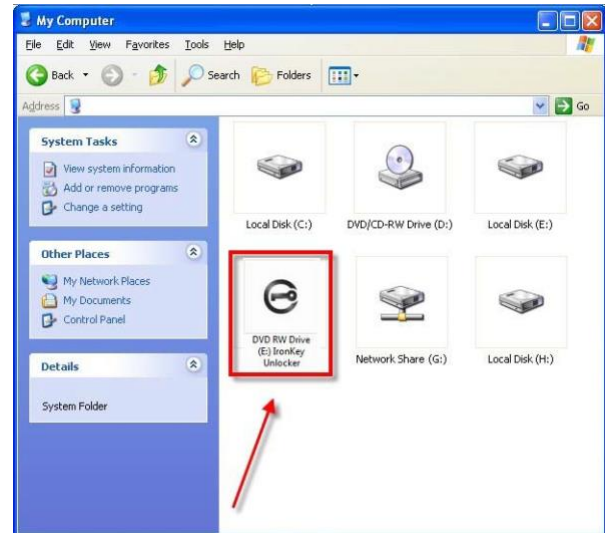 My Computer
File Edit View Favorites Tools Help
Back Search Folders
Address Go
System Tasks
View system information
Add or remove programs
Change a setting
Other Places
My Network Places
My Documents
Control Panel
Details
System Folder
Local Disk (C:) DVD/CD-RW Drive (D:) Local Disk (E:)
DVD RW Drive
(E:) IronKey
Unlocker
Network Share (G:) Local Disk (H:)